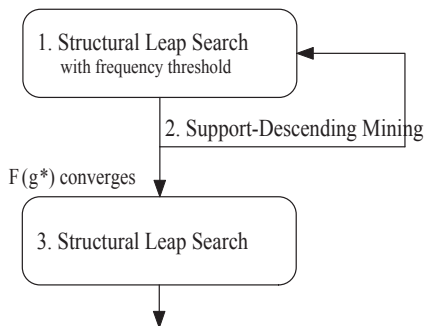 1. Structural Leap Search
with frequency threshold
2. Support-Descending Mining
F(g*) converges
3. Structural Leap Search